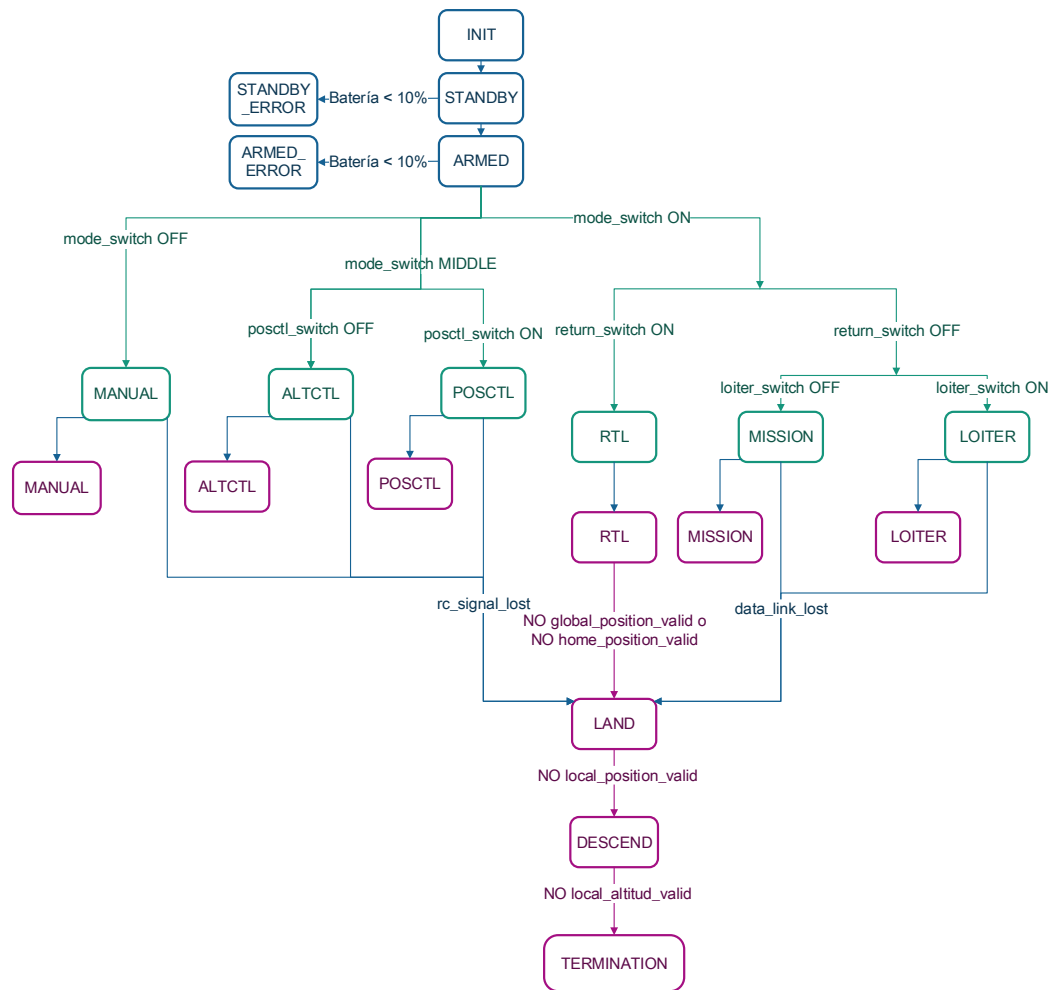 INIT
STANDBY
_ERROR
Batería < 10%
STANDBY
ARMED_
ERROR
Batería < 10%
ARMED
mode_switch OFF
mode_switch ON
mode_switch MIDDLE
posctl_switch OFF
posctl_switch ON
return_switch ON
return_switch OFF
MANUAL
ALTCTL
POSCTL
loiter_switch OFF
loiter_switch ON
RTL
MISSION
LOITER
MANUAL
ALTCTL
POSCTL
RTL
MISSION
LOITER
rc_signal_lost
NO global_position_valid o
NO home_position_valid
data_link_lost
LAND
NO local_position_valid
DESCEND
NO local_altitud_valid
TERMINATION